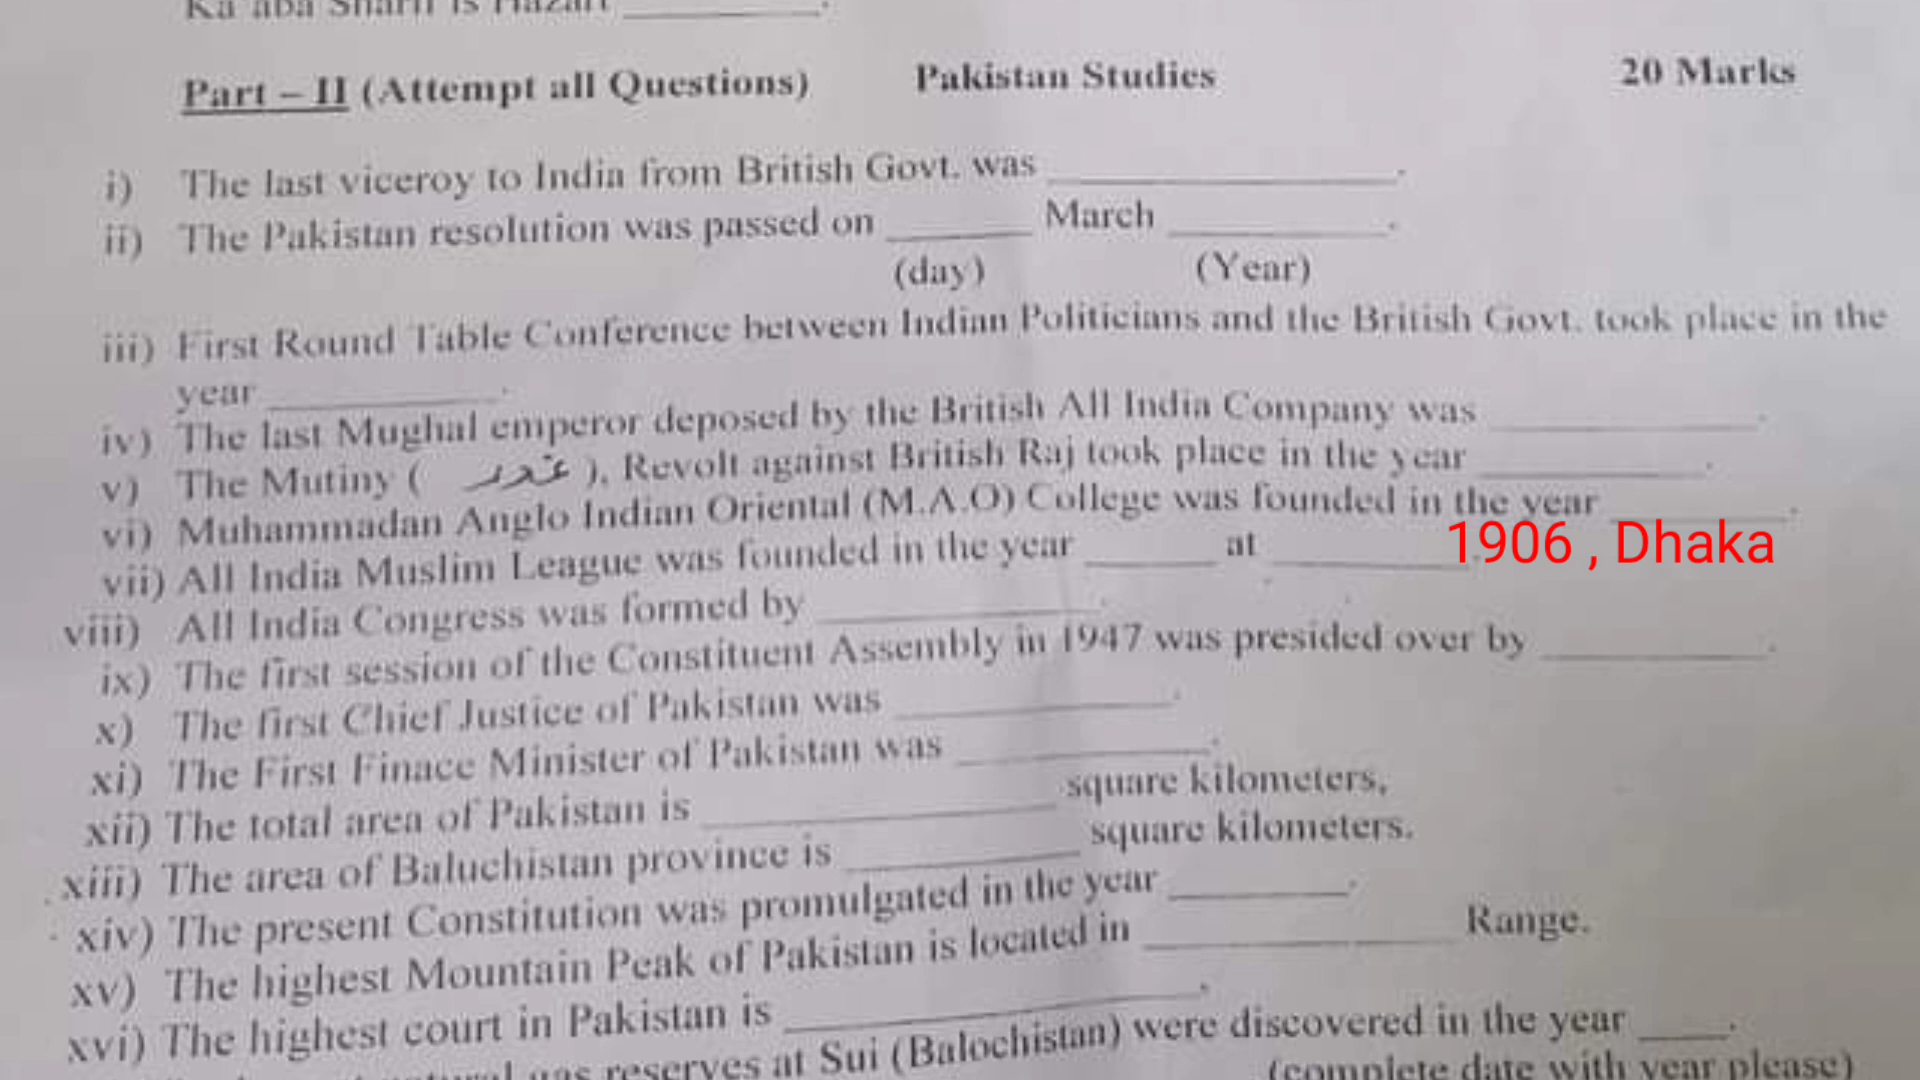 Ka'aba Sharif is Hazart ________.
Part – II (Attempt all Questions) Pakistan Studies 20 Marks
i) The last viceroy to India from British Govt. was ________.
ii) The Pakistan resolution was passed on ________ March ________.
(day) (Year)
iii) First Round Table Conference between Indian Politicians and the British Govt. took place in the
year ________.
iv) The last Mughal emperor deposed by the British All India Company was ________.
v) The Mutiny ( غدر ), Revolt against British Raj took place in the year ________.
vi) Muhammadan Anglo Indian Oriental (M.A.O) College was founded in the year ________.
vii) All India Muslim League was founded in the year ________ at ________. 1906 , Dhaka
viii) All India Congress was formed by ________.
ix) The first session of the Constituent Assembly in 1947 was presided over by ________.
x) The first Chief Justice of Pakistan was ________.
xi) The First Finace Minister of Pakistan was ________.
xii) The total area of Pakistan is ________ square kilometers,
xiii) The area of Baluchistan province is ________ square kilometers.
xiv) The present Constitution was promulgated in the year ________.
xv) The highest Mountain Peak of Pakistan is located in ________ Range.
xvi) The highest court in Pakistan is ________.
gas reserves at Sui (Balochistan) were discovered in the year ____.
(complete date with year please)